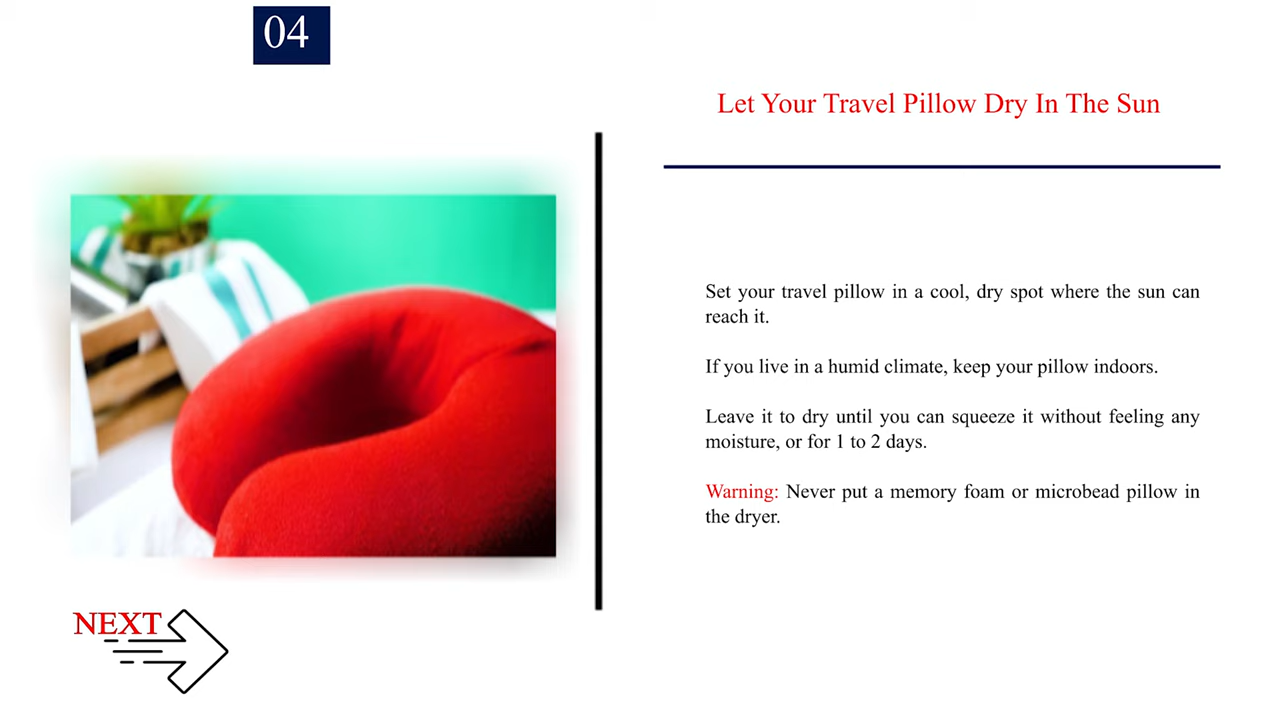 04
Let Your Travel Pillow Dry In The Sun
Set your travel pillow in a cool, dry spot where the sun can
reach it.
If you live in a humid climate, keep your pillow indoors.
Leave it to dry until you can squeeze it without feeling any
moisture, or for 1 to 2 days.
Warning: Never put a memory foam or microbead pillow in
the dryer.
NEXT